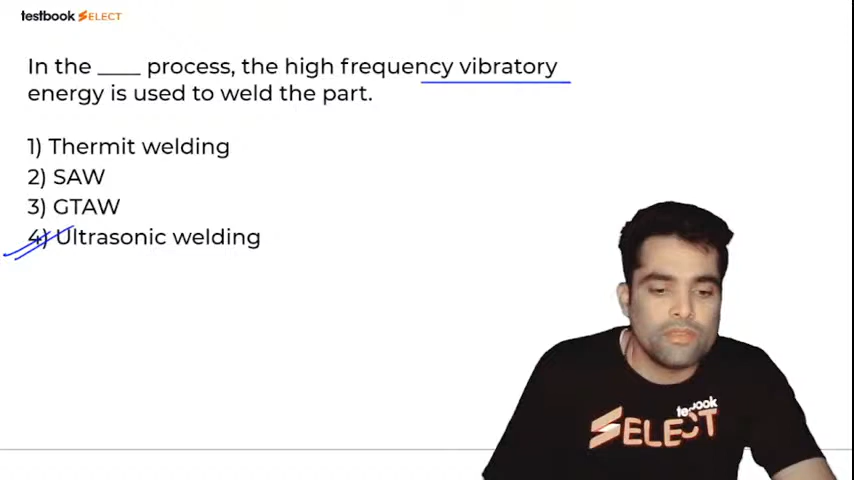 testbook SELECT
In the ____ process, the high frequency vibratory
energy is used to weld the part.
1) Thermit welding
2) SAW
3) GTAW
4) Ultrasonic welding
testbook
SELECT